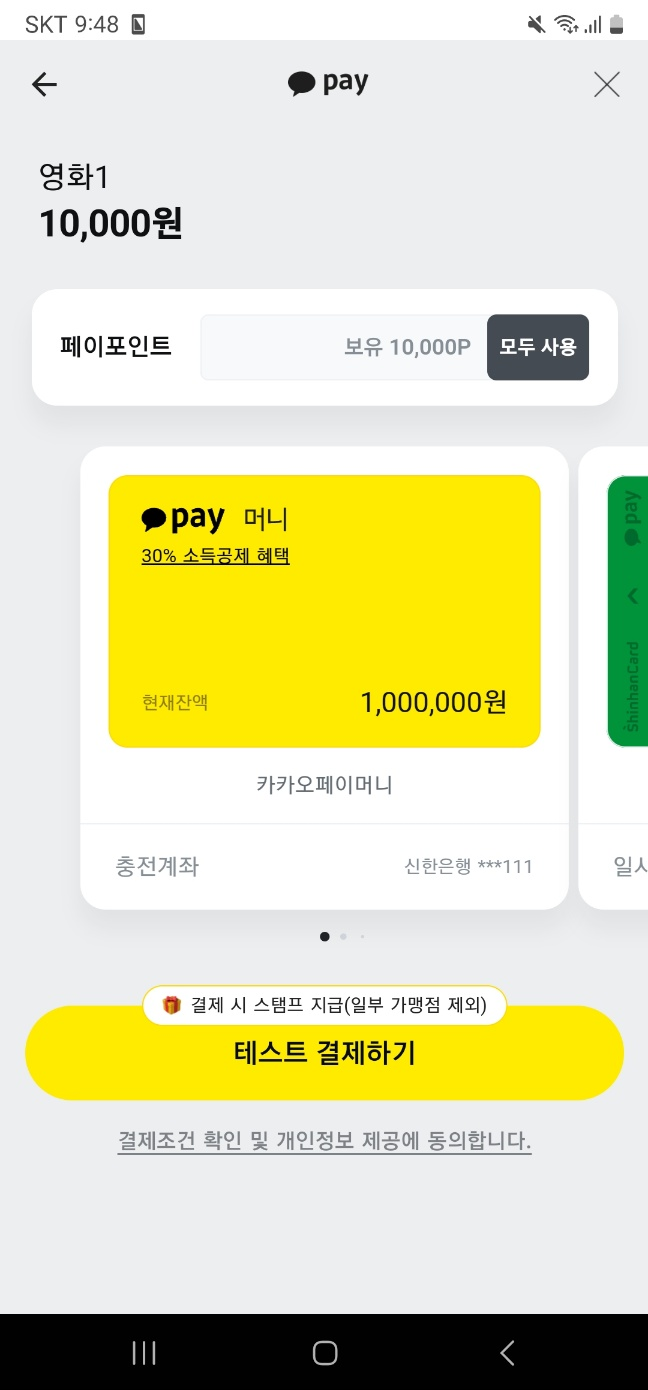 SKT 9:48
pay
영화1
10,000원
페이포인트
보유 10,000P
모두 사용
pay 머니
30% 소득공제 혜택
현재잔액
1,000,000원
카카오페이머니
충전계좌
신한은행 ***111
pay
ShinhanCard
일시
결제 시 스탬프 지급(일부 가맹점 제외)
테스트 결제하기
결제조건 확인 및 개인정보 제공에 동의합니다.